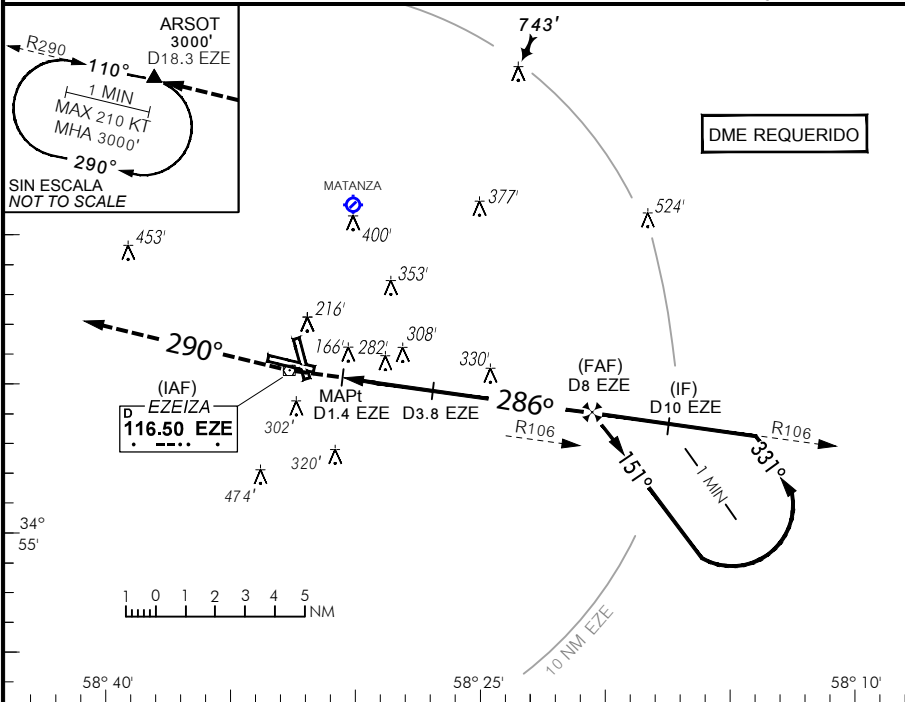 ARSOT
3000'
D18.3 EZE
R290
110°
1 MIN
MAX 210 KT
MHA 3000'
290°
SIN ESCALA
NOT TO SCALE
743'
DME REQUERIDO
MATANZA
400'
377'
524'
453'
353'
216'
166'
282'
308'
330'
290°
(IAF)
EZEIZA
D
116.50 EZE
MAPt
D1.4 EZE
D3.8 EZE
286°
(FAF)
D8 EZE
(IF)
D10 EZE
R106
R106
151°
1 MIN
331°
302'
320'
474'
34°
55'
1 0 1 2 3 4 5
NM
10 NM EZE
58° 40'
58° 25'
58° 10'